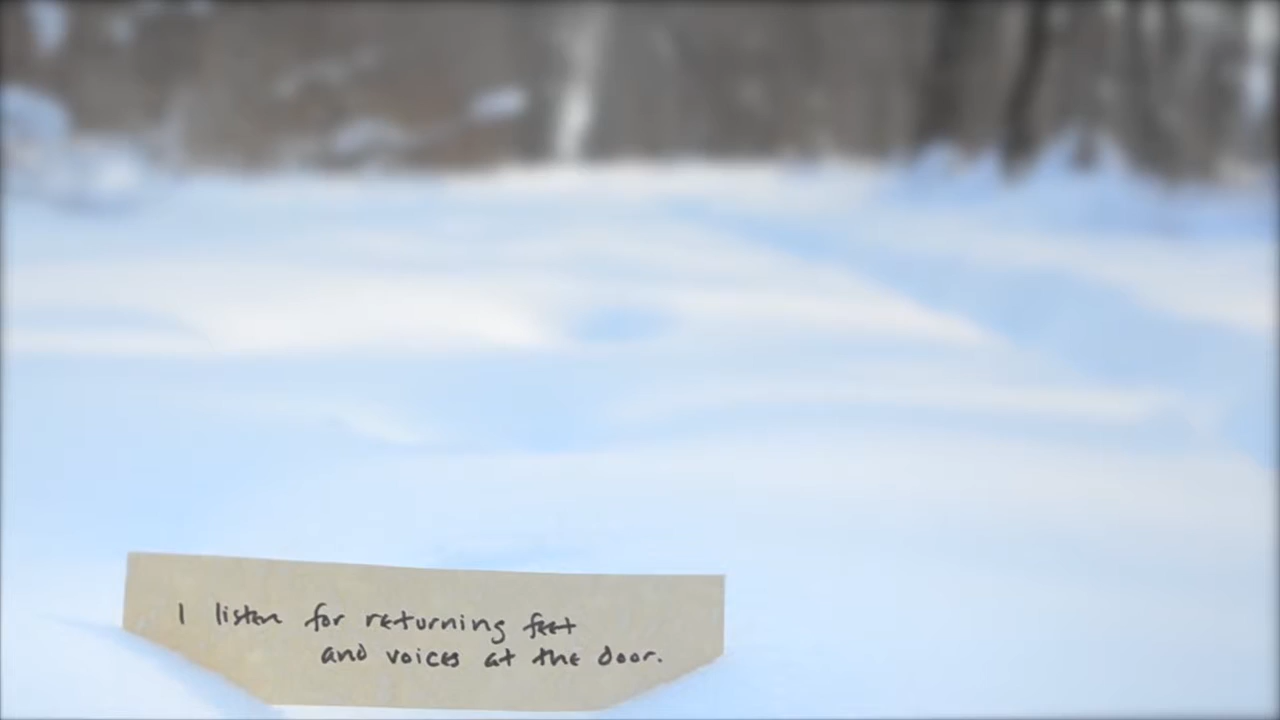 I listen for returning feet
and voices at the door.